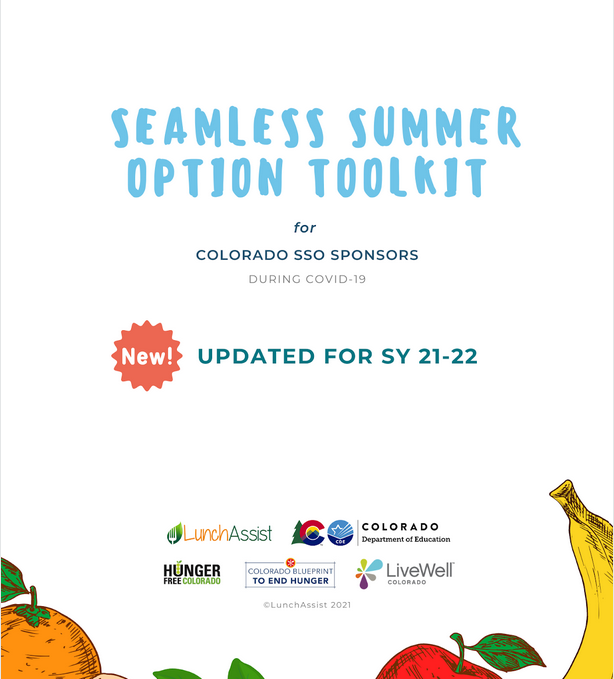 SEAMLESS SUMMER
OPTION TOOLKIT
for
COLORADO SSO SPONSORS
DURING COVID-19
New!
UPDATED FOR SY 21-22
LunchAssist
C
CDE
COLORADO
Department of Education
HUNGER
FREE COLORADO
COLORADO BLUEPRINT
TO END HUNGER
LiveWell
COLORADO
©LunchAssist 2021